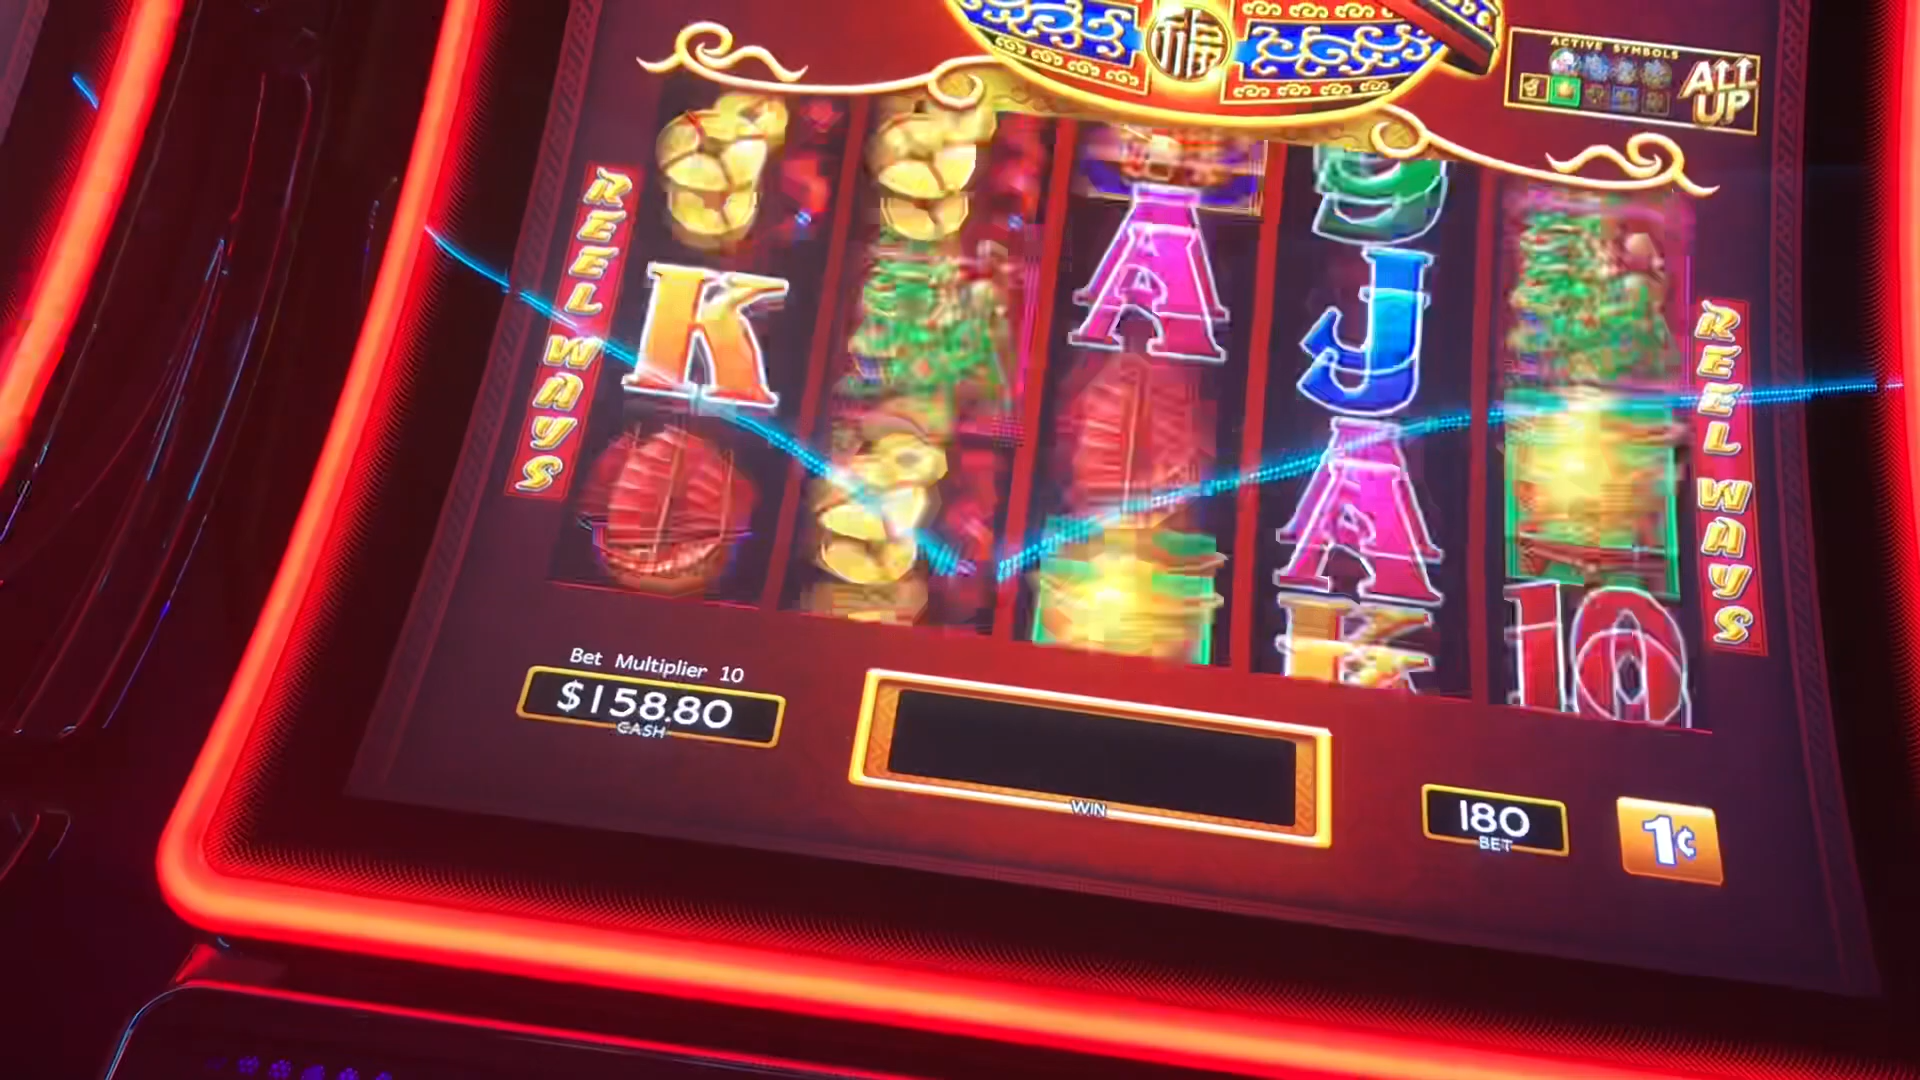 福
ACTIVE SYMBOLS
ALL
UP
REEL WAYS
K
A
J
A
K
10
REEL WAYS
Bet Multiplier 10
$158.80
CASH
WIN
180
BET
1¢